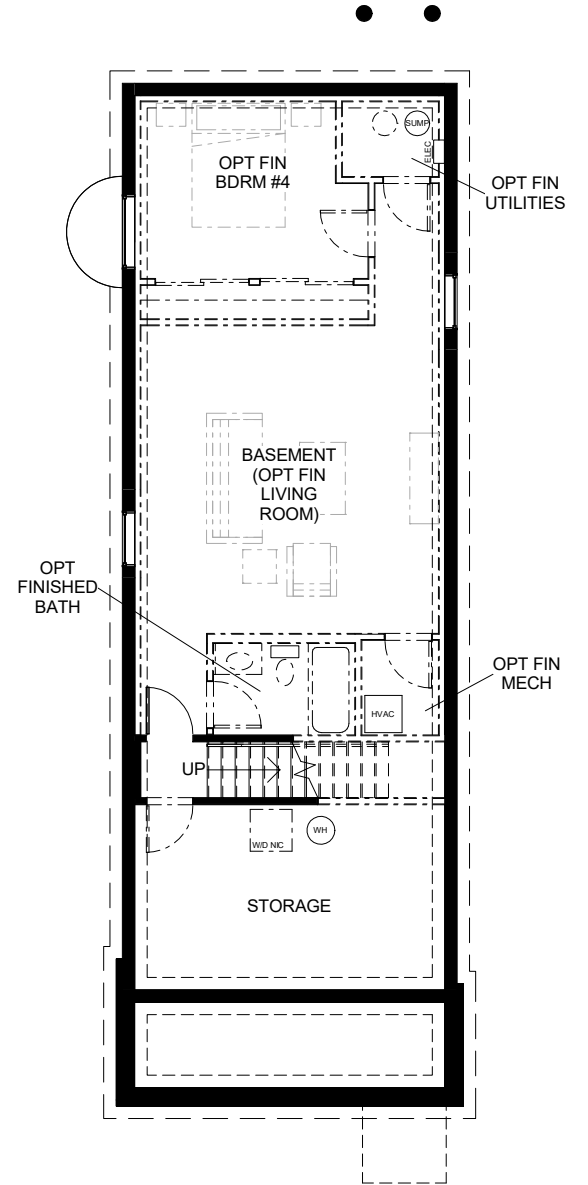 SUMP
ELEC
OPT FIN
BDRM #4
OPT FIN
UTILITIES
BASEMENT
(OPT FIN
LIVING
ROOM)
OPT
FINISHED
BATH
OPT FIN
MECH
HVAC
UP
W/D NIC
WH
STORAGE